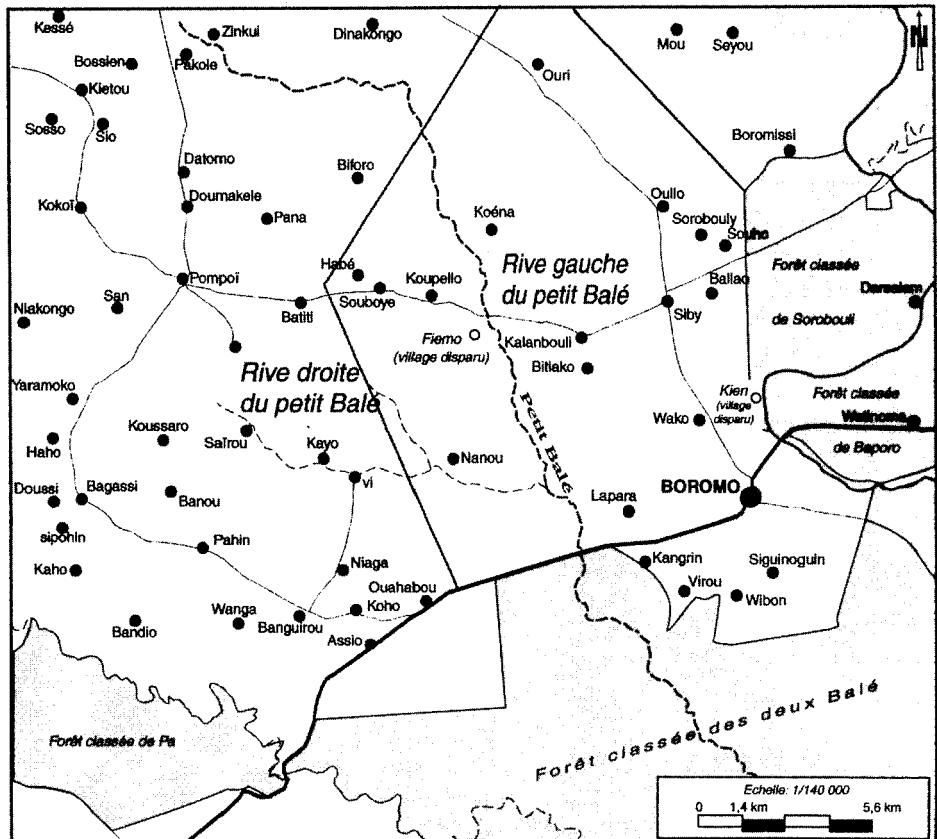 Kessé
Zinkui
Dinakongo
Mou
Seyou
N
Bossien
Pakole
Ouri
Kietou
Sosso
Sio
Boromissi
Datomo
Biforo
Kokoï
Doumakele
Pana
Koéna
Oullo
Sorobouly
Souho
Habé
Rive gauche
du petit Balé
Forêt classée
de Sorobouli
Pompoï
Koupello
Ballao
Darsalam
Niakongo
San
Batiti
Souboye
Siby
Fiemo
(village disparu)
Kalanbouli
Bitiako
Rive droite
du petit Balé
Yaramoko
Kien
(village
disparu)
Forêt classée
de Baporo
Petit Balé
Wako
Haho
Koussaro
Saïrou
Kayo
Nanou
Doussi
Bagassi
Banou
vi
Lapara
BOROMO
sipohin
Pahin
Kaho
Niaga
Kangrin
Siguinoguin
Ouahabou
Virou
Wibon
Wanga
Koho
Bandio
Banguirou
Assio
Forêt classée de Pa
Forêt classée des deux Balé
Echelle: 1/140 000
0 1,4 km 5,6 km